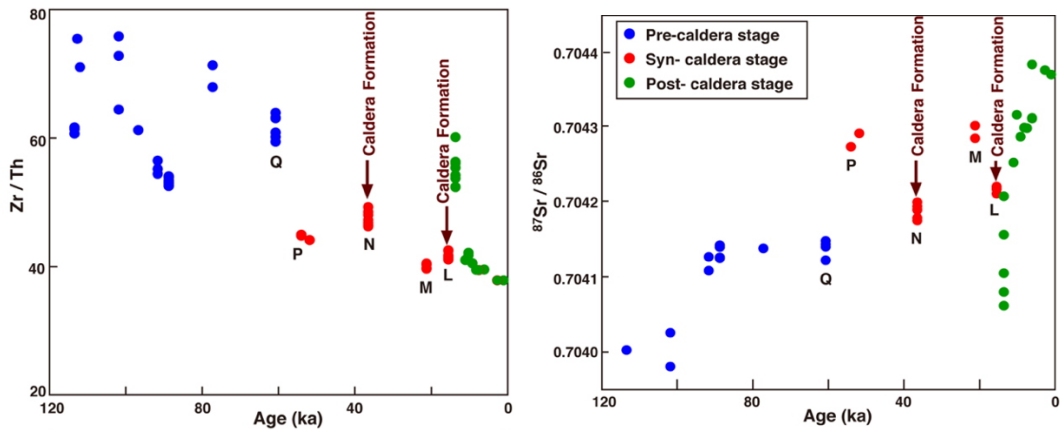 80
60
40
20
Zr / Th
120
80
40
0
Age (ka)
Q
P
N
M
L
Caldera Formation
Caldera Formation
Pre-caldera stage
Syn- caldera stage
Post- caldera stage
0.7044
0.7043
0.7042
0.7041
0.7040
87Sr / 86Sr
120
80
40
0
Age (ka)
Q
P
N
M
L
Caldera Formation
Caldera Formation